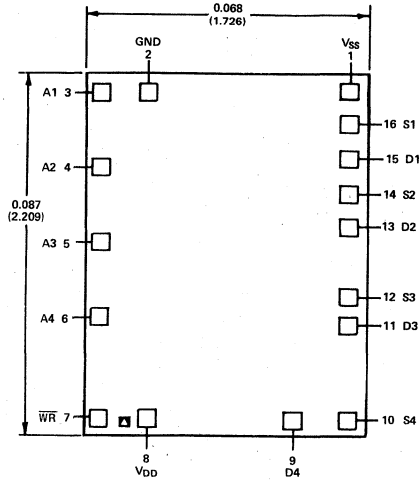 0.068
(1.726)
GND
2
VSS
1
A1 3
16 S1
15 D1
A2 4
14 S2
0.087
(2.209)
13 D2
A3 5
12 S3
A4 6
11 D3
WR 7
10 S4
8
VDD
9
D4